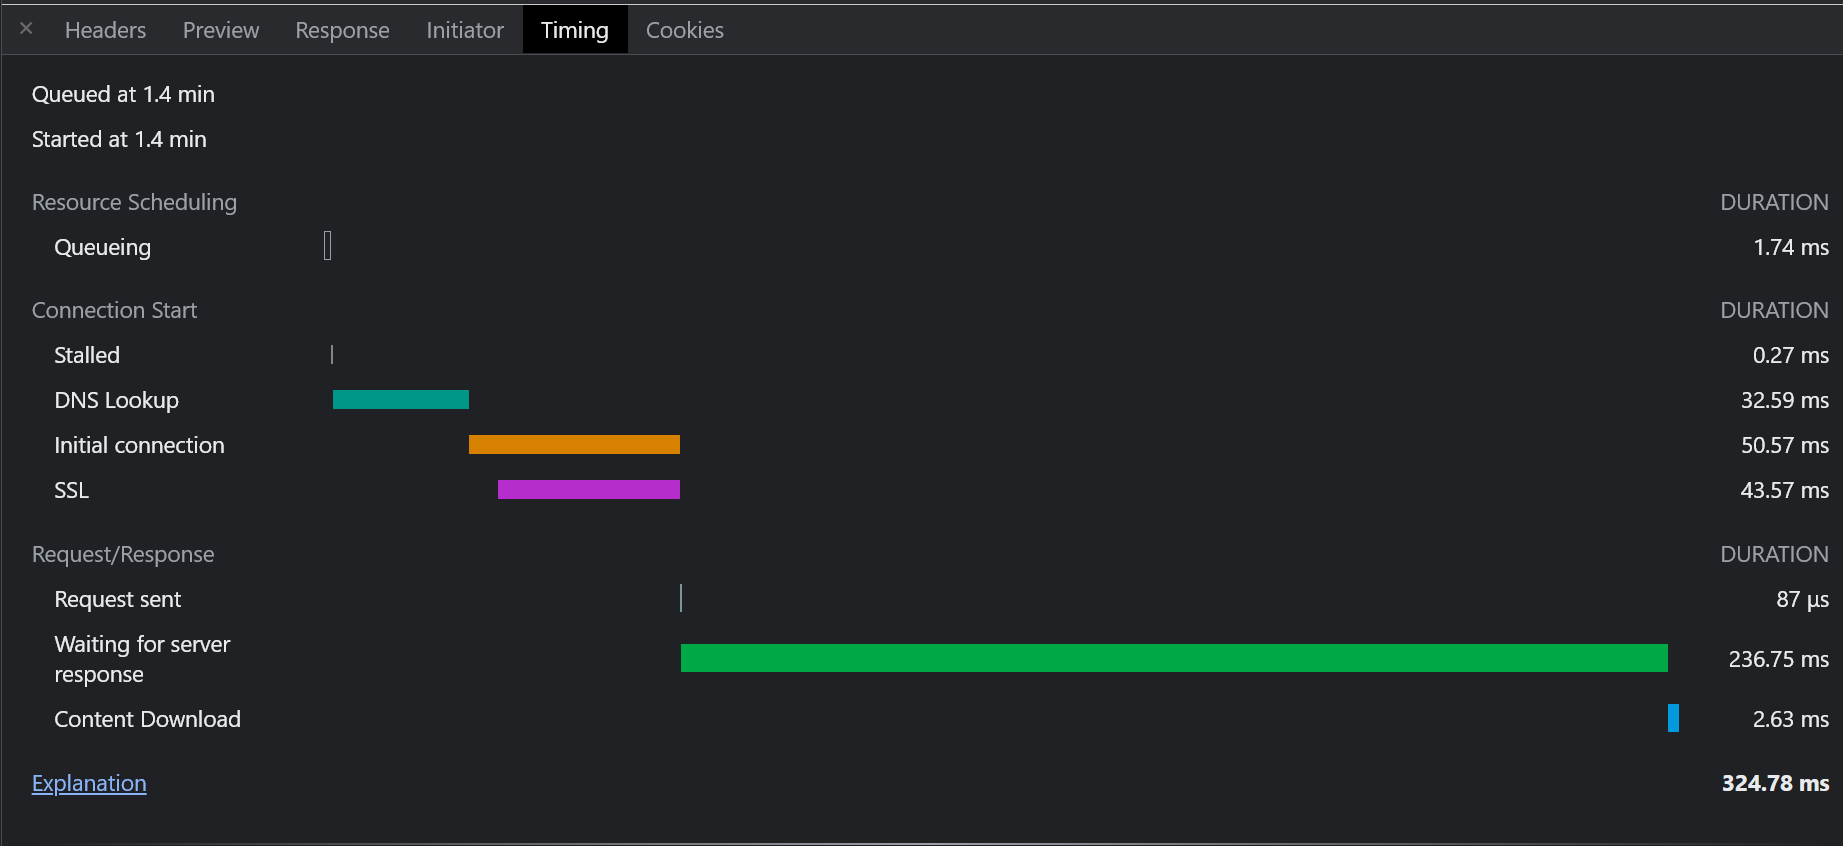 × Headers Preview Response Initiator Timing Cookies
Queued at 1.4 min
Started at 1.4 min
Resource Scheduling DURATION
Queueing 1.74 ms
Connection Start DURATION
Stalled 0.27 ms
DNS Lookup 32.59 ms
Initial connection 50.57 ms
SSL 43.57 ms
Request/Response DURATION
Request sent 87 µs
Waiting for server
response 236.75 ms
Content Download 2.63 ms
Explanation 324.78 ms